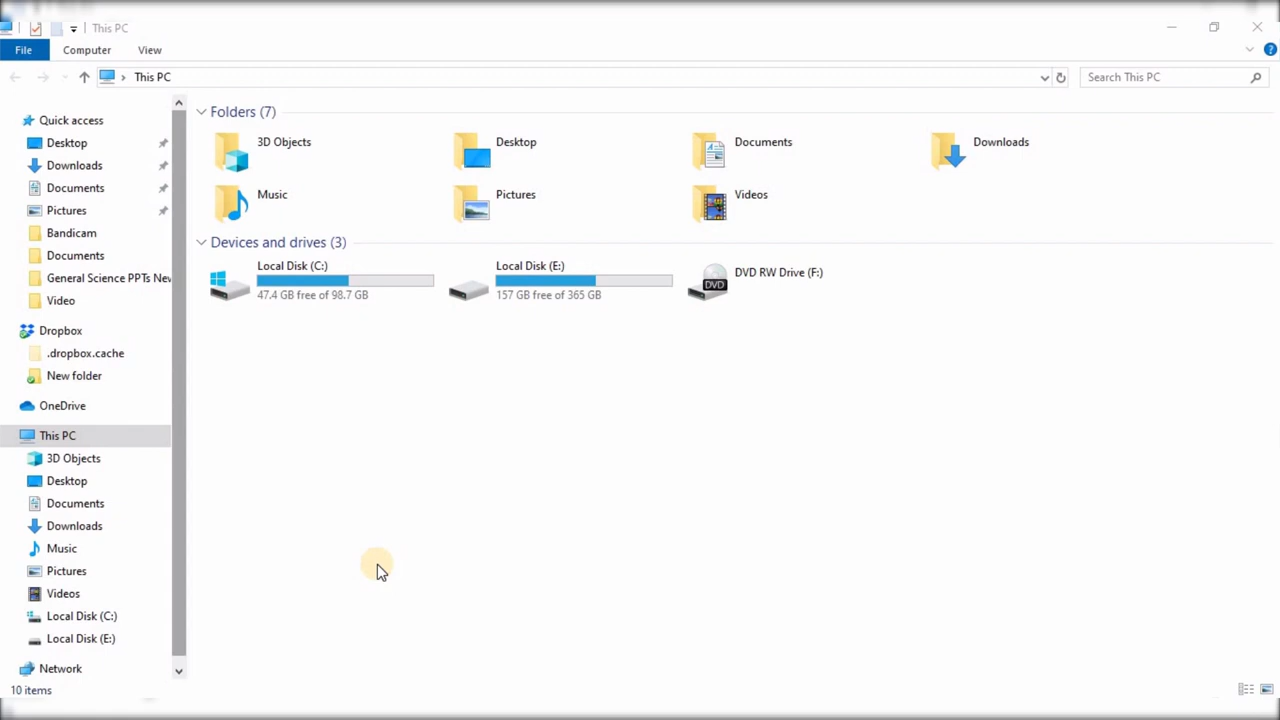 This PC
File Computer View
This PC
Search This PC
Quick access
Desktop
Downloads
Documents
Pictures
Bandicam
Documents
General Science PPTs New
Video
Dropbox
.dropbox.cache
New folder
OneDrive
This PC
3D Objects
Desktop
Documents
Downloads
Music
Pictures
Videos
Local Disk (C:)
Local Disk (E:)
Network
Folders (7)
3D Objects
Desktop
Documents
Downloads
Music
Pictures
Videos
Devices and drives (3)
Local Disk (C:)
47.4 GB free of 98.7 GB
Local Disk (E:)
157 GB free of 365 GB
DVD RW Drive (F:)
DVD
10 items